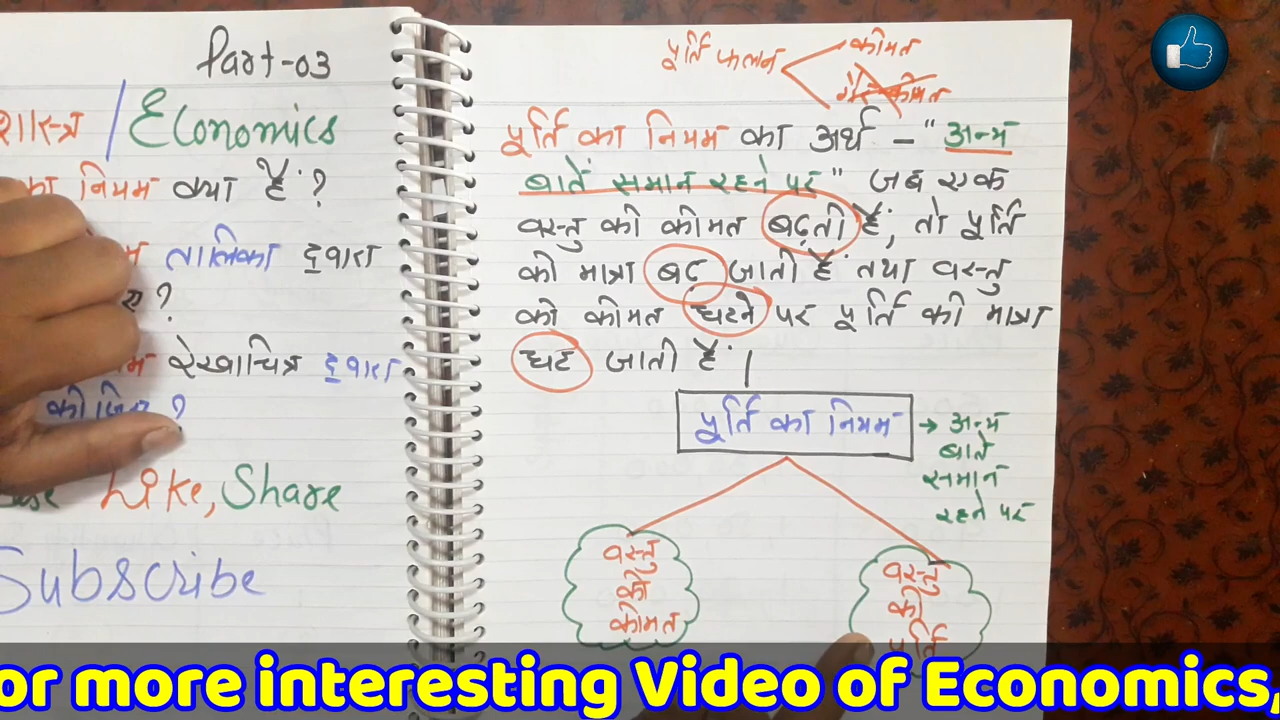 Part-03
शास्त्र / Economics
का नियम क्या है ?
तालिका द्वारा
?
रेखाचित्र द्वारा
कीजिए ?
Like, Share
Subscribe
पूर्ति फलन
कीमत
गैर कीमत
पूर्ति का नियम का अर्थ - " अन्य
बातें समान रहने पर " जब एक
वस्तु की कीमत बढ़ती है, तो पूर्ति
की मात्रा बढ़ जाती है तथा वस्तु
की कीमत घटने पर पूर्ति की मात्रा
घट जाती है ।
पूर्ति का नियम → अन्य
बातें
समान
रहने पर
वस्तु
की
कीमत
वस्तु
की
पूर्ति
or more interesting Video of Economics,